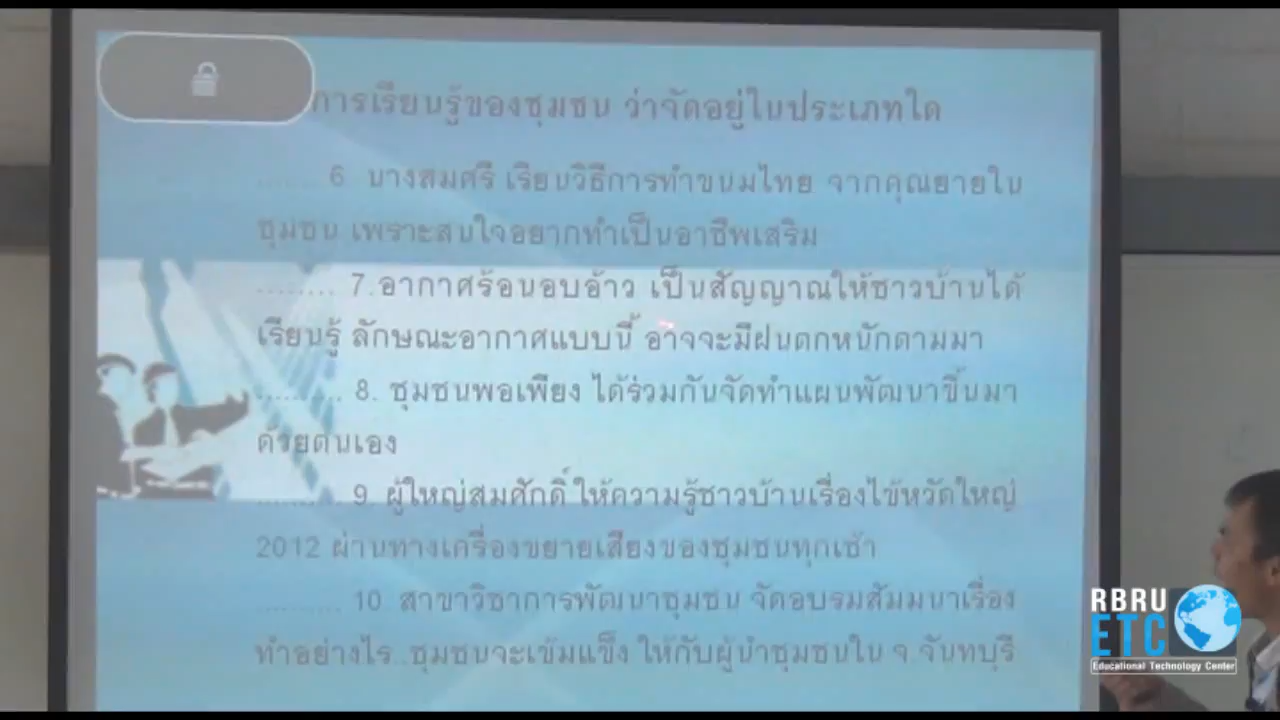 การเรียนรู้ของชุมชน ว่าจัดอยู่ในประเภทใด
........ 6. นางสมศรี เรียนวิธีการทำขนมไทย จากคุณยายใน
ชุมชน เพราะสนใจอยากทำเป็นอาชีพเสริม
......... 7.อากาศร้อนอบอ้าว เป็นสัญญาณให้ชาวบ้านได้
เรียนรู้ ลักษณะอากาศแบบนี้ อาจจะมีฝนตกหนักตามมา
.......... 8. ชุมชนพอเพียง ได้ร่วมกันจัดทำแผนพัฒนาขึ้นมา
ด้วยตนเอง
.......... 9. ผู้ใหญ่สมศักดิ์ ให้ความรู้ชาวบ้านเรื่องไข้หวัดใหญ่
2012 ผ่านทางเครื่องขยายเสียงของชุมชนทุกเช้า
.......... 10. สาขาวิชาการพัฒนาชุมชน จัดอบรมสัมมนาเรื่อง
ทำอย่างไร..ชุมชนจะเข้มแข็ง ให้กับผู้นำชุมชนใน จ.จันทบุรี
RBRU
ETC
Educational Technology Center